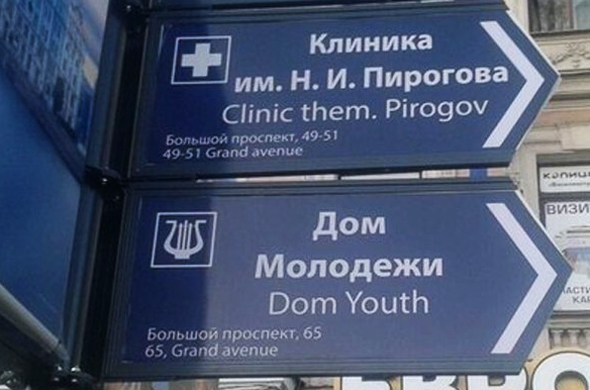 Клиника
им. Н. И. Пирогова
Clinic them. Pirogov
Большой проспект, 49-51
49-51 Grand avenue
Дом
Молодежи
Dom Youth
Большой проспект, 65
65, Grand avenue
ВИЗИ